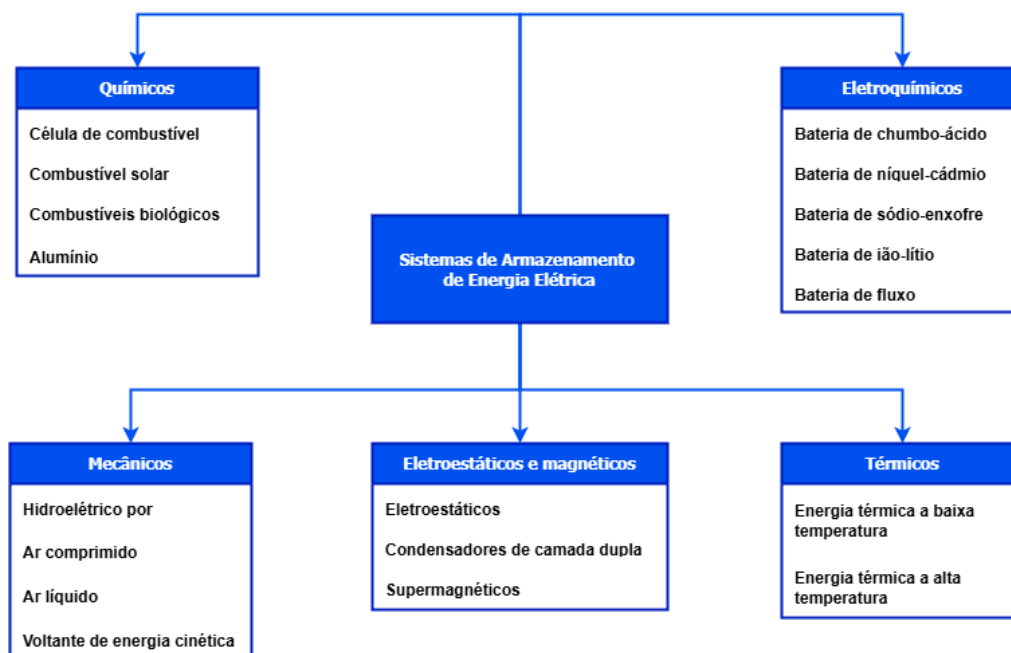 Químicos
Célula de combustível
Combustível solar
Combustíveis biológicos
Alumínio
Eletroquímicos
Bateria de chumbo-ácido
Bateria de níquel-cádmio
Bateria de sódio-enxofre
Bateria de ião-lítio
Bateria de fluxo
Sistemas de Armazenamento
de Energia Elétrica
Mecânicos
Hidroelétrico por
Ar comprimido
Ar líquido
Voltante de energia cinética
Eletroestáticos e magnéticos
Eletroestáticos
Condensadores de camada dupla
Supermagnéticos
Térmicos
Energia térmica a baixa
temperatura
Energia térmica a alta
temperatura